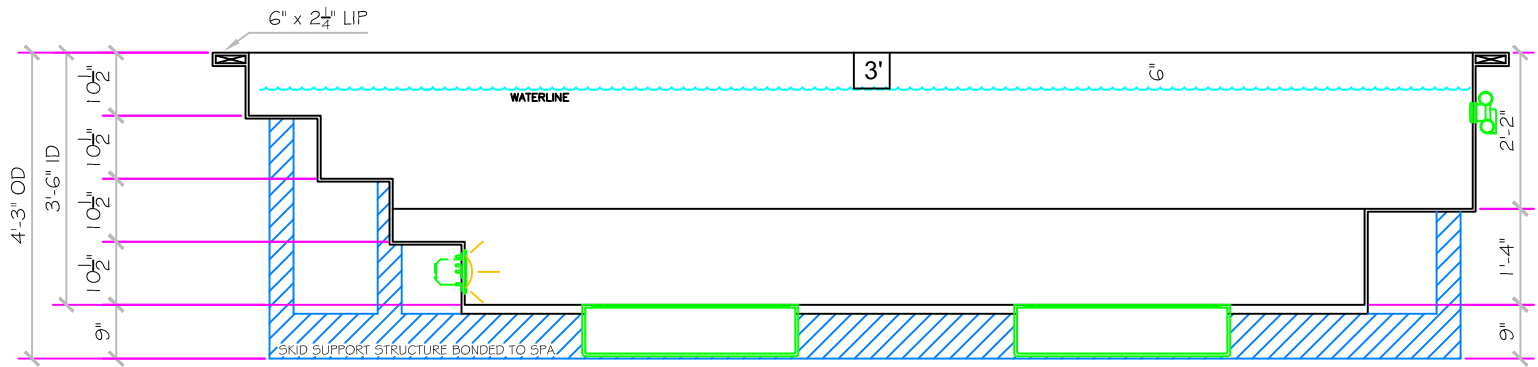 6" x 2¼" LIP
10½"
10½"
10½"
10½"
9"
3'-6" ID
4'-3" OD
WATERLINE
3'
6"
2'-2"
1'-4"
9"
SKID SUPPORT STRUCTURE BONDED TO SPA